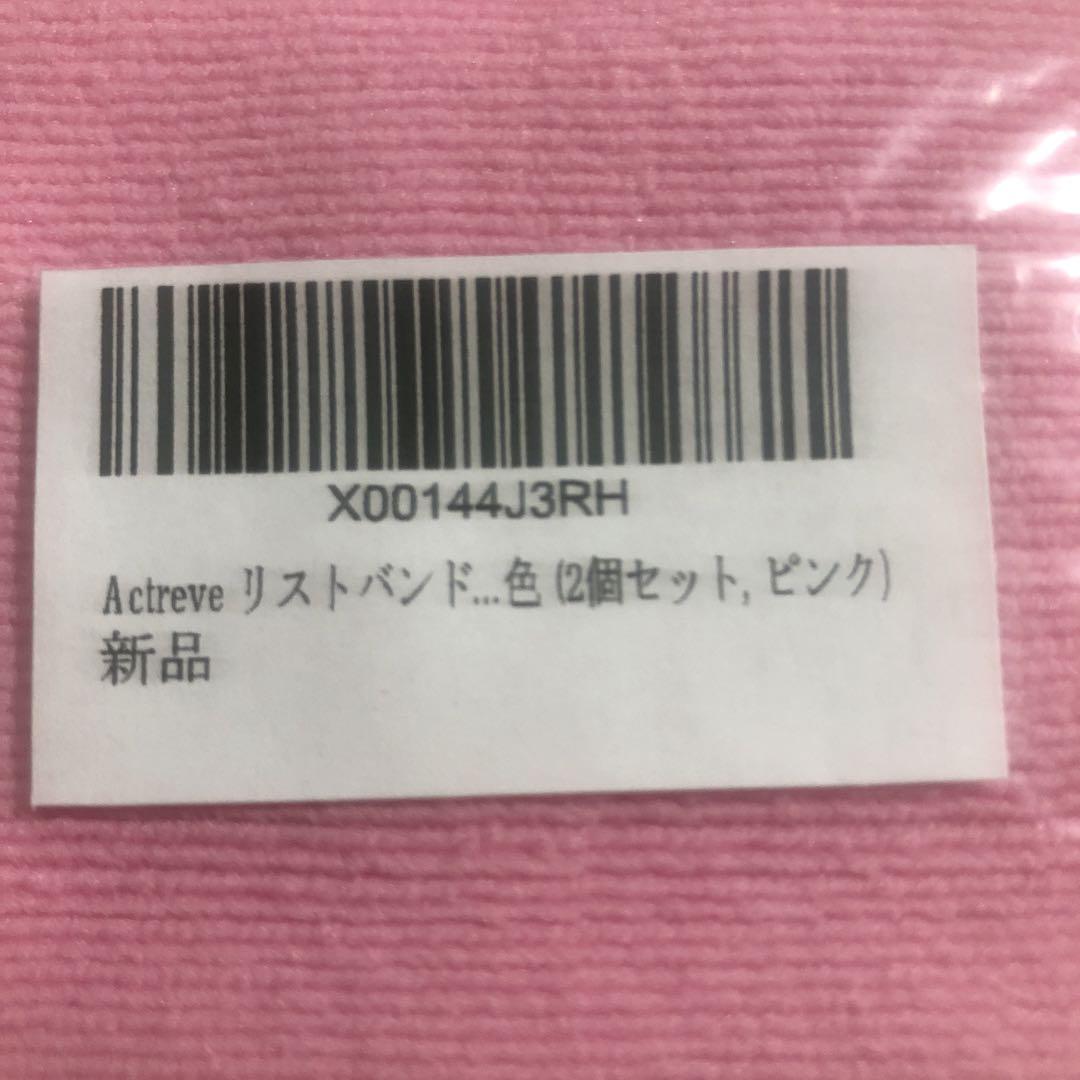 X00144J3RH
Actreve リストバンド...色 (2個セット, ピンク)
新品